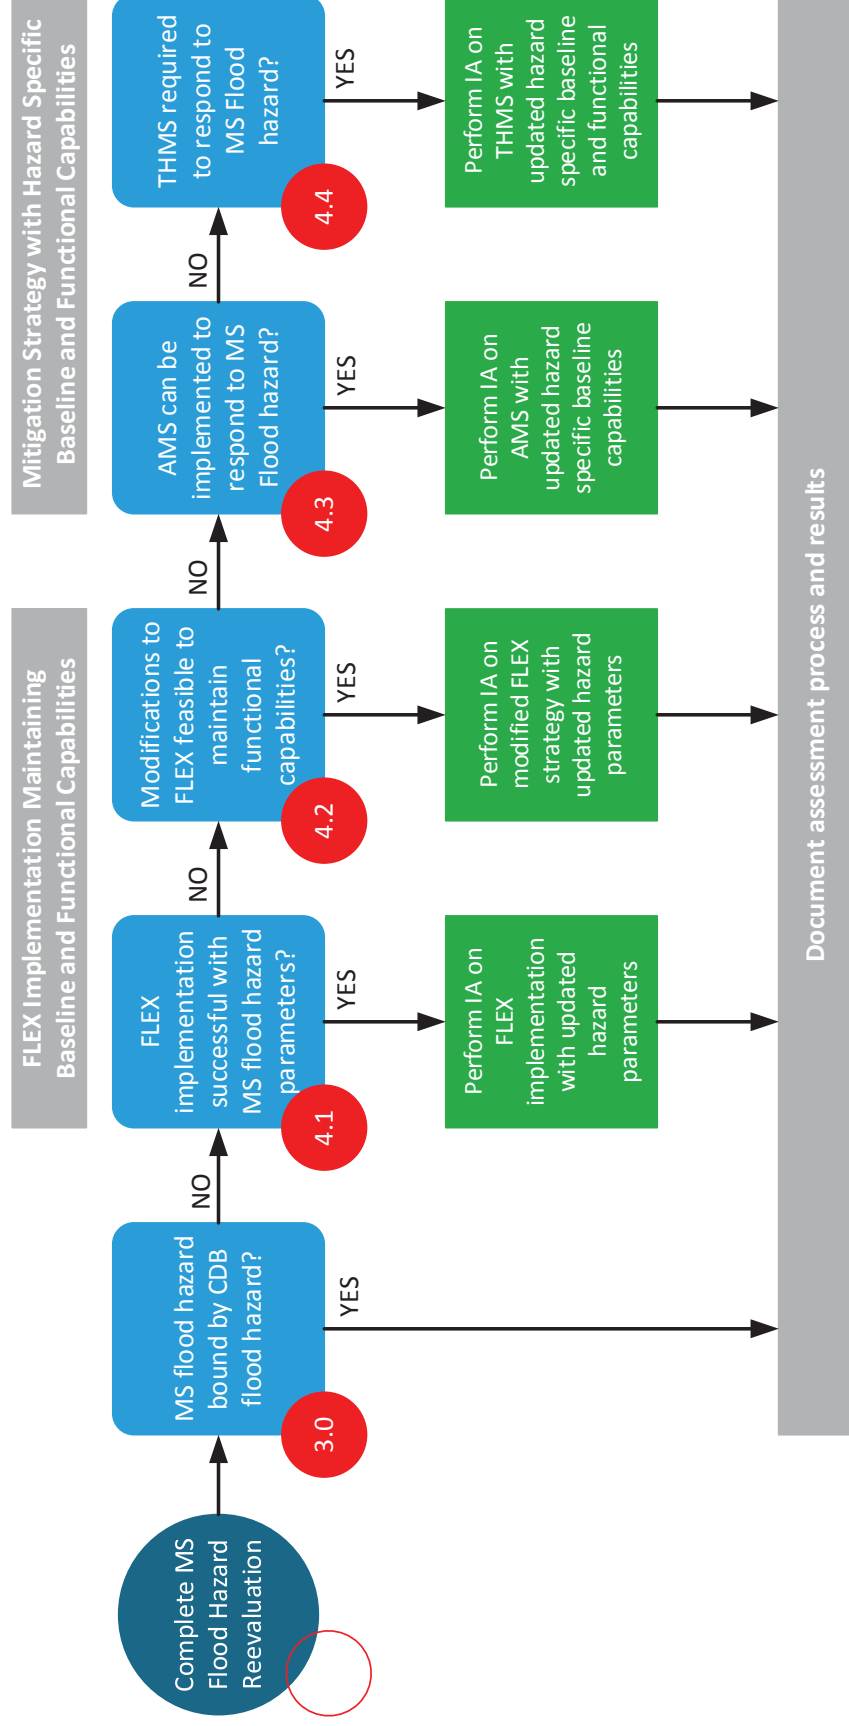 FLEX Implementation Maintaining
Baseline and Functional Capabilities
Mitigation Strategy with Hazard Specific
Baseline and Functional Capabilities
Complete MS
Flood Hazard
Reevaluation
MS flood hazard
bound by CDB
flood hazard?
3.0
NO
YES
FLEX
implementation
successful with
MS flood hazard
parameters?
4.1
NO
YES
Modifications to
FLEX feasible to
maintain
functional
capabilities?
4.2
NO
YES
AMS can be
implemented to
respond to MS
Flood hazard?
4.3
NO
YES
THMS required
to respond to
MS Flood
hazard?
4.4
YES
Perform IA on
FLEX
implementation
with updated
hazard
parameters
Perform IA on
modified FLEX
strategy with
updated hazard
parameters
Perform IA on
AMS with
updated hazard
specific baseline
capabilities
Perform IA on
THMS with
updated hazard
specific baseline
and functional
capabilities
Document assessment process and results